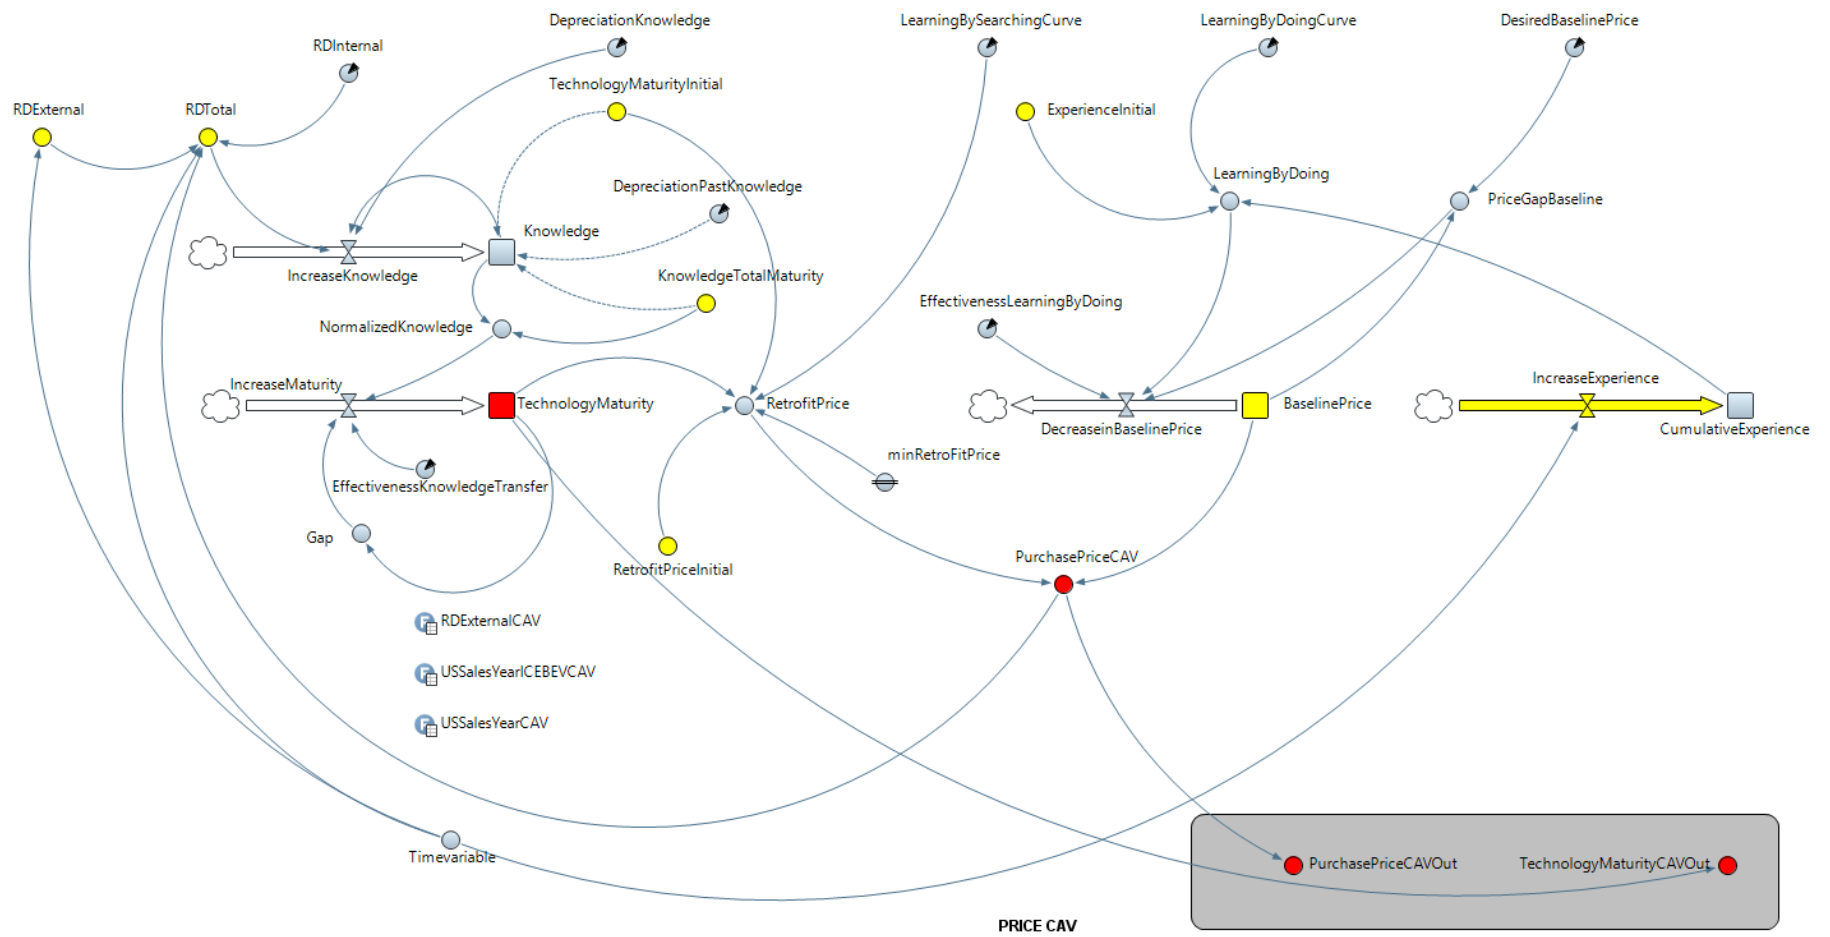 DepreciationKnowledge
LearningBySearchingCurve
LearningByDoingCurve
DesiredBaselinePrice
RDInternal
TechnologyMaturityInitial
RDExternal
RDTotal
ExperienceInitial
LearningByDoing
DepreciationPastKnowledge
PriceGapBaseline
Knowledge
IncreaseKnowledge
KnowledgeTotalMaturity
EffectivenessLearningByDoing
NormalizedKnowledge
IncreaseMaturity
IncreaseExperience
TechnologyMaturity
RetrofitPrice
BaselinePrice
DecreaseinBaselinePrice
CumulativeExperience
minRetroFitPrice
EffectivenessKnowledgeTransfer
Gap
PurchasePriceCAV
RetrofitPriceInitial
RDExternalCAV
USSalesYearICEBEVCAV
USSalesYearCAV
Timevariable
PurchasePriceCAVOut
TechnologyMaturityCAVOut
PRICE CAV